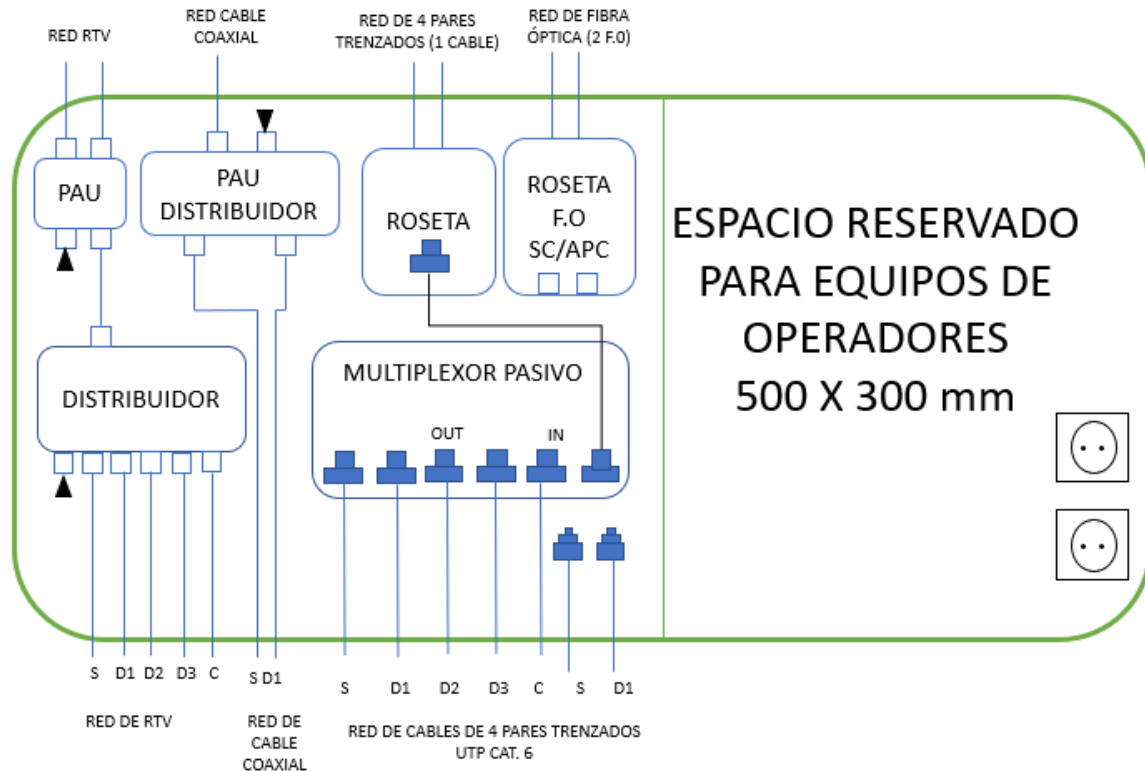 RED RTV
RED CABLE
COAXIAL
RED DE 4 PARES
TRENZADOS (1 CABLE)
RED DE FIBRA
ÓPTICA (2 F.0)
PAU
PAU
DISTRIBUIDOR
ROSETA
ROSETA
F.O
SC/APC
ESPACIO RESERVADO
PARA EQUIPOS DE
OPERADORES
500 X 300 mm
DISTRIBUIDOR
MULTIPLEXOR PASIVO
OUT
IN
S D1 D2 D3 C
S D1
S D1 D2 D3 C S D1
RED DE RTV
RED DE
CABLE
COAXIAL
RED DE CABLES DE 4 PARES TRENZADOS
UTP CAT. 6